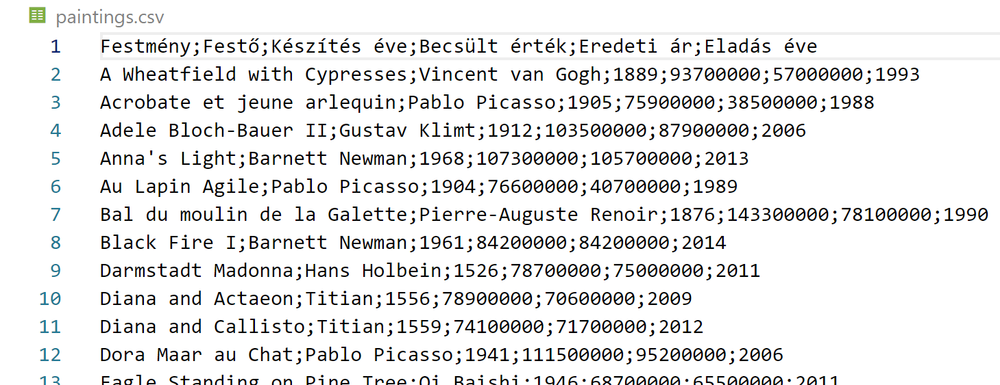 paintings.csv
1 Festmény;Festő;Készítés éve;Becsült érték;Eredeti ár;Eladás éve
2 A Wheatfield with Cypresses;Vincent van Gogh;1889;93700000;57000000;1993
3 Acrobate et jeune arlequin;Pablo Picasso;1905;75900000;38500000;1988
4 Adele Bloch-Bauer II;Gustav Klimt;1912;103500000;87900000;2006
5 Anna's Light;Barnett Newman;1968;107300000;105700000;2013
6 Au Lapin Agile;Pablo Picasso;1904;76600000;40700000;1989
7 Bal du moulin de la Galette;Pierre-Auguste Renoir;1876;143300000;78100000;1990
8 Black Fire I;Barnett Newman;1961;84200000;84200000;2014
9 Darmstadt Madonna;Hans Holbein;1526;78700000;75000000;2011
10 Diana and Actaeon;Titian;1556;78900000;70600000;2009
11 Diana and Callisto;Titian;1559;74100000;71700000;2012
12 Dora Maar au Chat;Pablo Picasso;1941;111500000;95200000;2006
13 Eagle Standing on Pine Tree;Qi Baishi;1946;68700000;65500000;2011